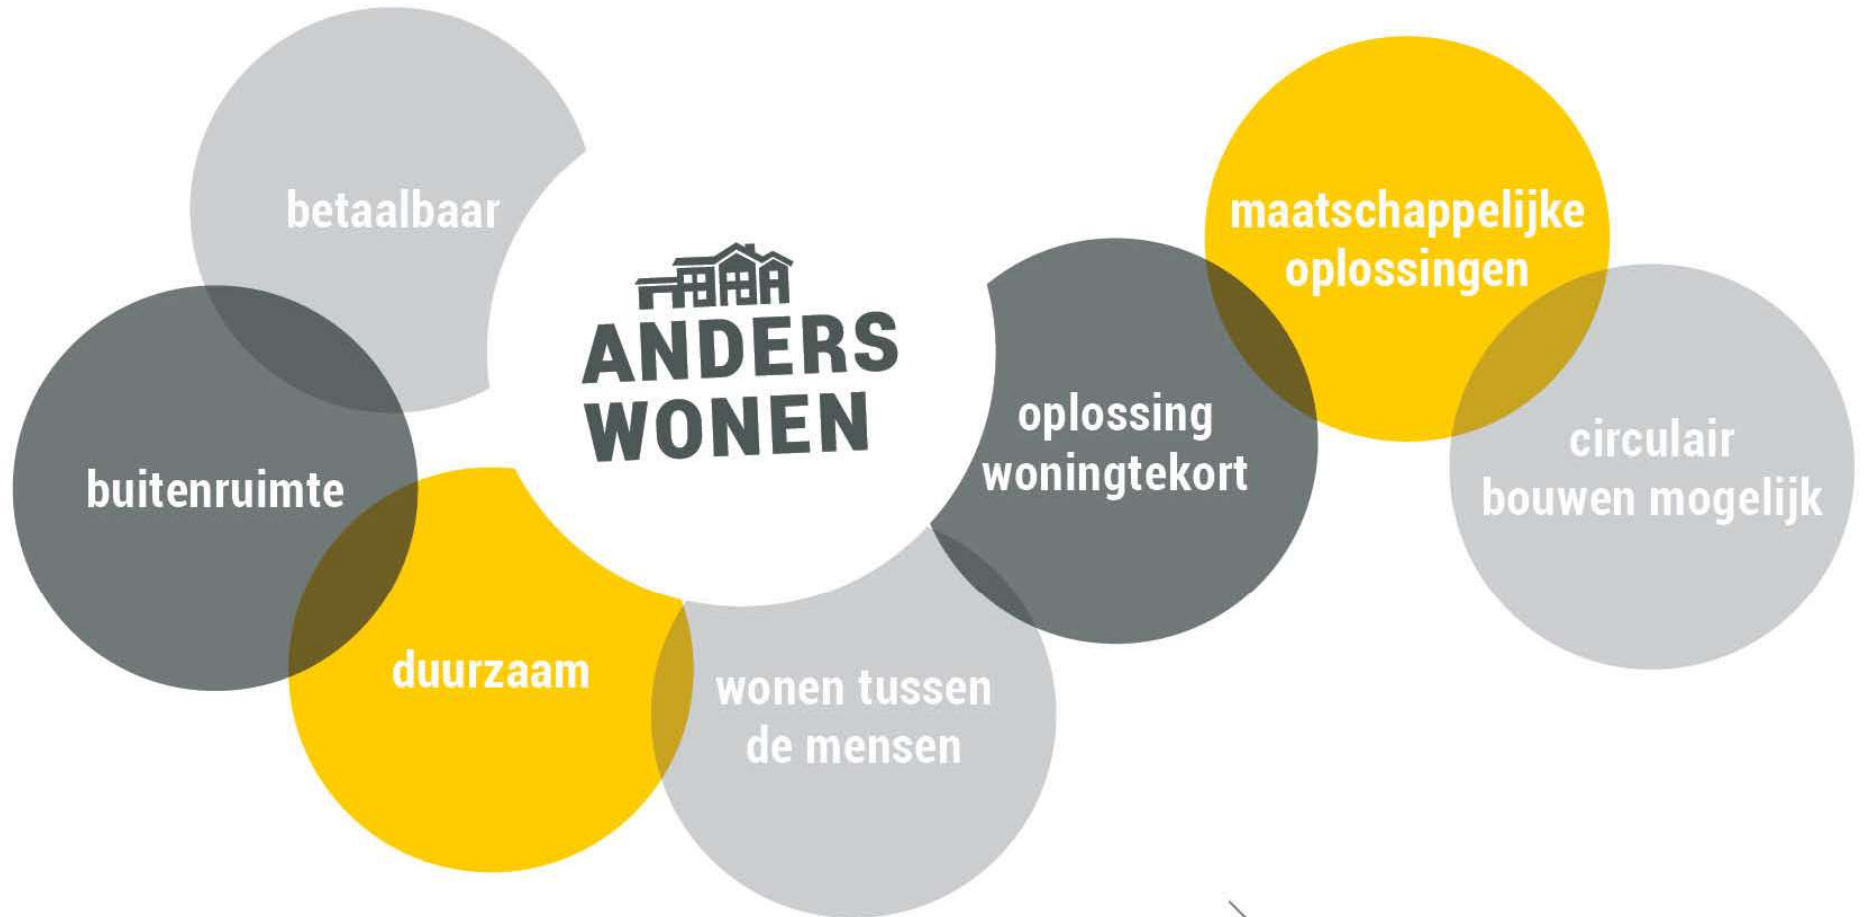 betaalbaar
buitenruimte
duurzaam
ANDERS
WONEN
wonen tussen
de mensen
oplossing
woningtekort
maatschappelijke
oplossingen
circulair
bouwen mogelijk